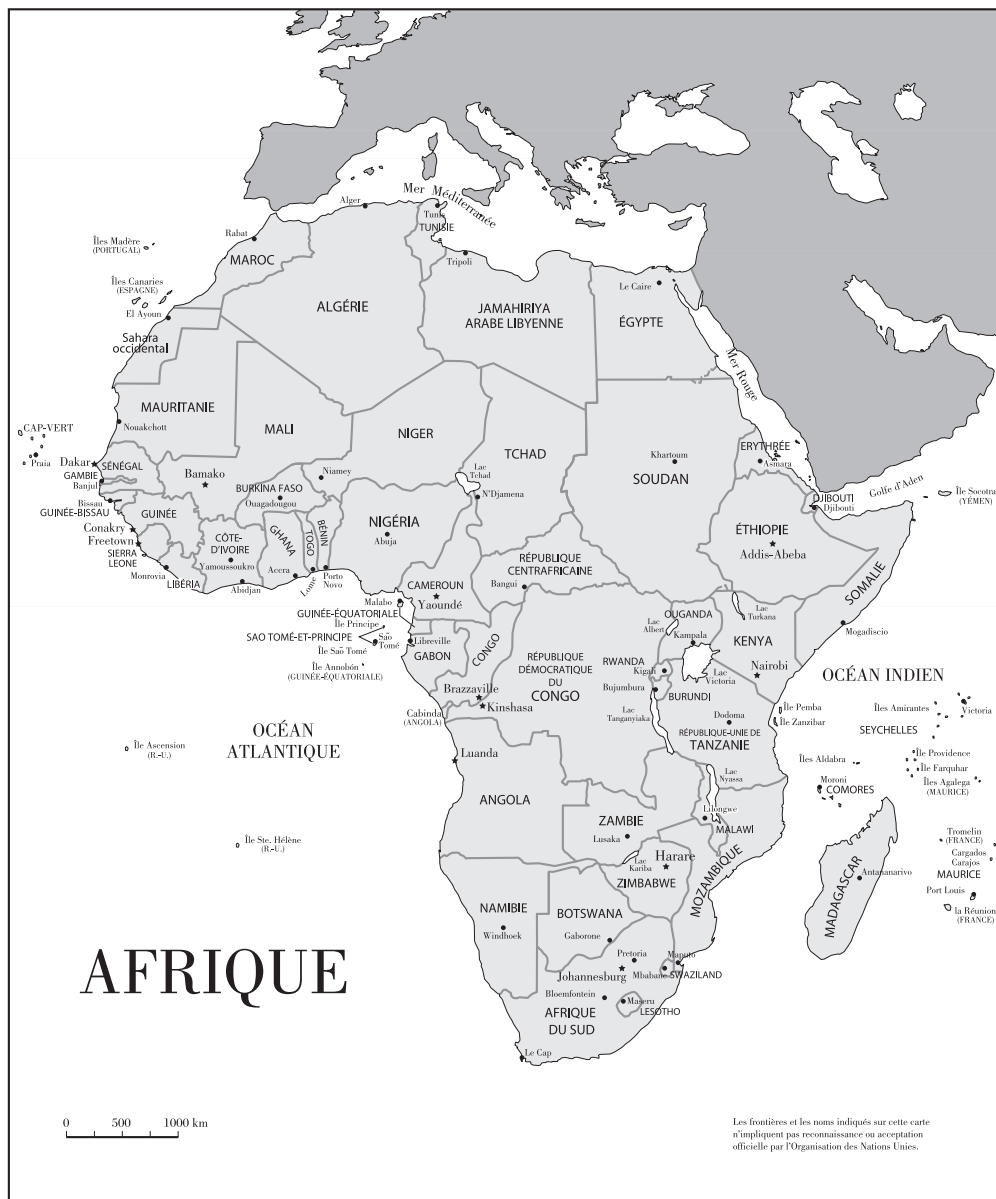 Mer Méditerranée
Alger
Tunis
TUNISIE
Rabat
Îles Madère
(PORTUGAL)
MAROC
Tripoli
Îles Canaries
(ESPAGNE)
El Ayoun
Le Caire
ALGÉRIE
JAMAHIRIYA
ARABE LIBYENNE
ÉGYPTE
Sahara
occidental
Mer Rouge
MAURITANIE
Nouakchott
CAP-VERT
Praia
MALI
NIGER
TCHAD
SOUDAN
Khartoum
ERYTHRÉE
Asmara
Dakar
SÉNÉGAL
GAMBIE
Banjul
Bamako
Niamey
Lac
Tchad
BURKINA FASO
Ouagadougou
N'Djamena
Golfe d'Aden
Île Socotra
(YÉMEN)
DJIBOUTI
Djibouti
Bissau
GUINÉE-BISSAU
GUINÉE
Conakry
Freetown
SIERRA
LEONE
Monrovia
LIBÉRIA
CÔTE-
D'IVOIRE
Yamoussoukro
Abidjan
GHANA
Accra
TOGO
Lome
BÉNIN
Porto
Novo
NIGÉRIA
Abuja
ÉTHIOPIE
Addis-Abeba
SOMALIE
RÉPUBLIQUE
CENTRAFRICAINE
Bangui
CAMEROUN
Yaoundé
Malabo
GUINÉE-ÉQUATORIALE
Île Principe
SAO TOMÉ-ET-PRINCIPE
São
Tomé
Île Saõ Tomé
Île Annobón
(GUINÉE-ÉQUATORIALE)
Libreville
GABON
CONGO
OUGANDA
Lac
Albert
Kampala
Lac
Turkana
KENYA
Nairobi
Mogadiscio
RÉPUBLIQUE
DÉMOCRATIQUE
DU
CONGO
RWANDA
Kigali
Bujumbura
BURUNDI
Lac
Victoria
Lac
Tanganyika
OCÉAN INDIEN
Brazzaville
Kinshasa
Cabinda
(ANGOLA)
Dodoma
RÉPUBLIQUE-UNIE DE
TANZANIE
Île Pemba
Île Zanzibar
Îles Amirantes
Victoria
SEYCHELLES
OCÉAN
ATLANTIQUE
Île Ascension
(R.-U.)
Luanda
Île Providence
Île Farquhar
Îles Aldabra
Îles Agalega
(MAURICE)
Moroni
COMORES
Lac
Nyassa
ANGOLA
ZAMBIE
Lusaka
Lilongwe
MALAWI
Île Ste. Hélène
(R.-U.)
Tromelin
(FRANCE)
Cargados
Carajos
MAURICE
Port Louis
la Réunion
(FRANCE)
Antananarivo
MADAGASCAR
Lac
Kariba
Harare
ZIMBABWE
MOZAMBIQUE
NAMIBIE
Windhoek
BOTSWANA
Gaborone
Pretoria
Johannesburg
Maputo
Mbabane
SWAZILAND
Bloemfontein
Maseru
LESOTHO
AFRIQUE
DU SUD
Le Cap
AFRIQUE
0 500 1000 km
Les frontières et les noms indiqués sur cette carte
n'impliquent pas reconnaissance ou acceptation
officielle par l'Organisation des Nations Unies.